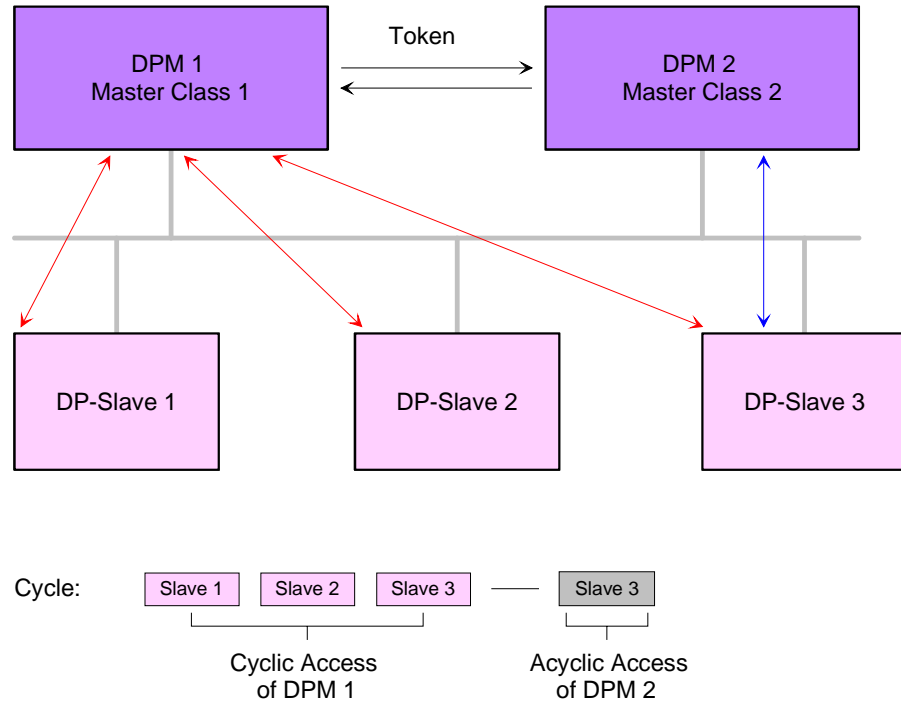 Token
DPM 1
Master Class 1
DPM 2
Master Class 2
DP-Slave 1
DP-Slave 2
DP-Slave 3
Cycle:
Slave 1
Slave 2
Slave 3
Slave 3
Cyclic Access
of DPM 1
Acyclic Access
of DPM 2